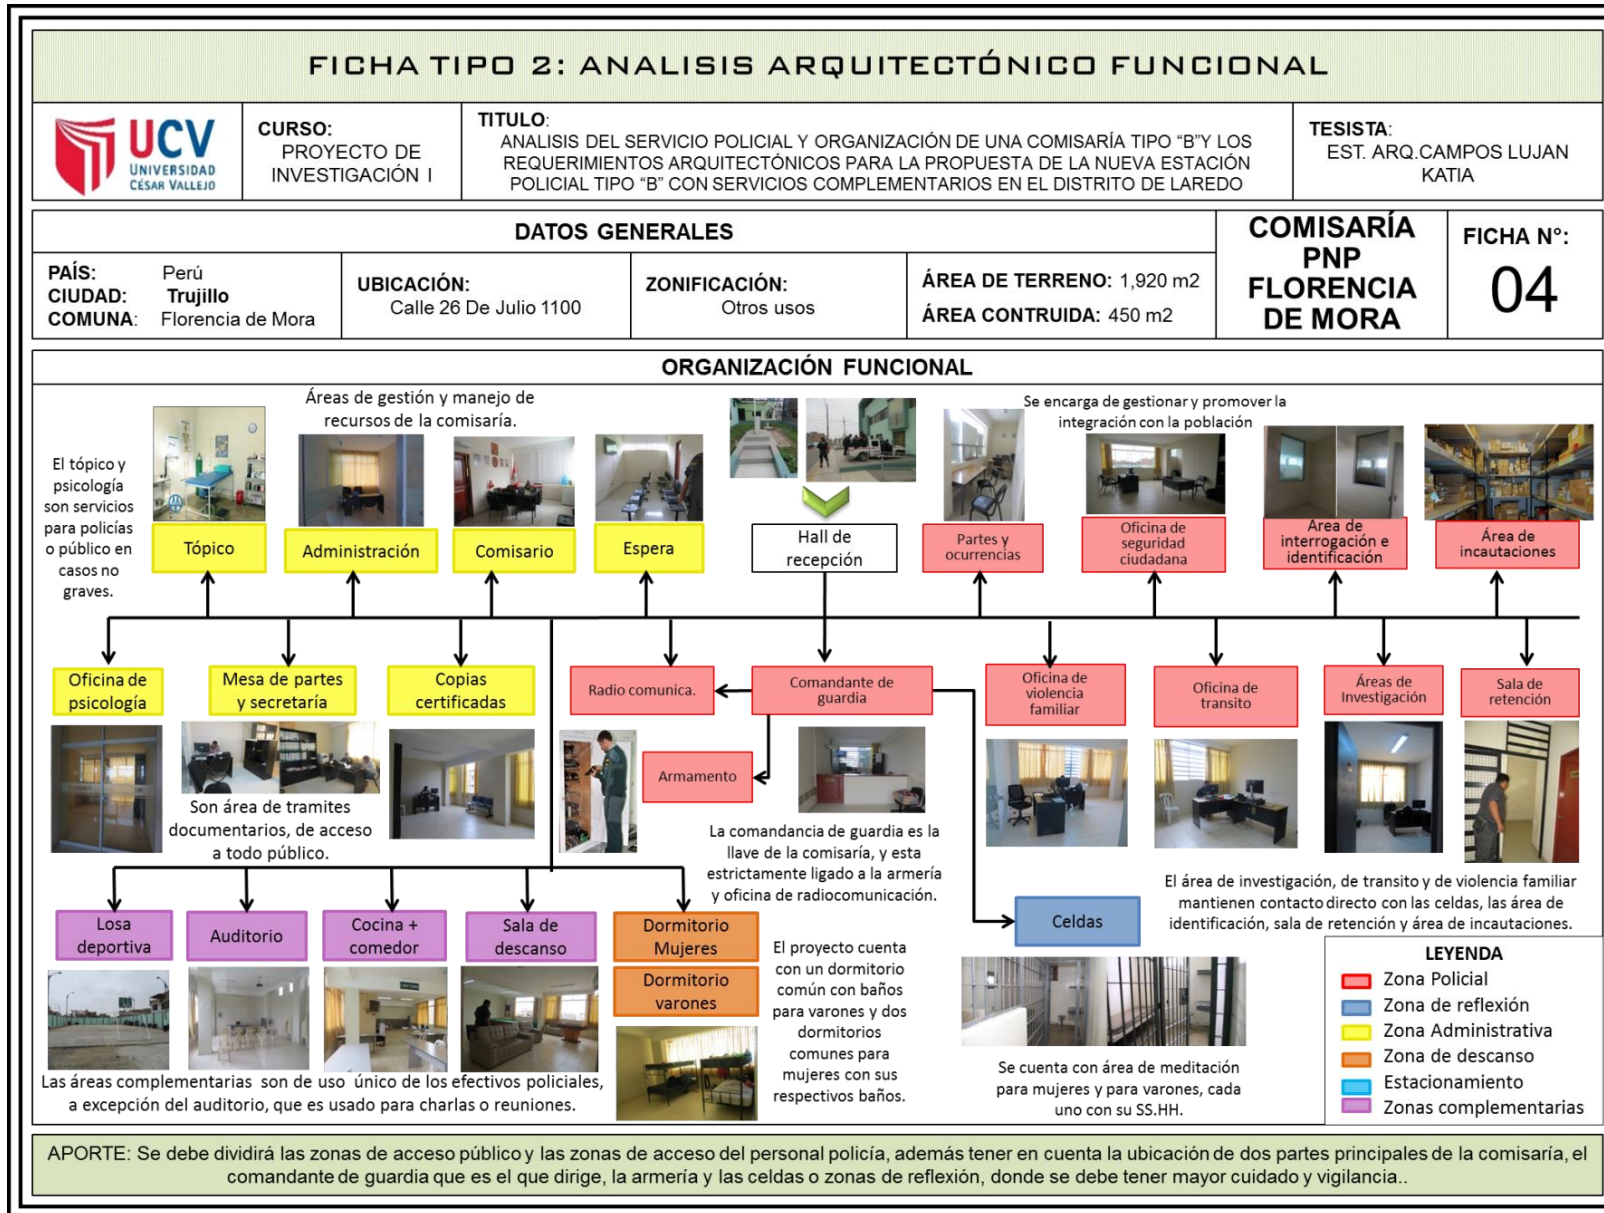 FICHA TIPO 2: ANALISIS ARQUITECTÓNICO FUNCIONAL
UCV
UNIVERSIDAD
CÉSAR VALLEJO
CURSO:
PROYECTO DE
INVESTIGACIÓN I
TITULO:
ANALISIS DEL SERVICIO POLICIAL Y ORGANIZACIÓN DE UNA COMISARÍA TIPO “B”Y LOS
REQUERIMIENTOS ARQUITECTÓNICOS PARA LA PROPUESTA DE LA NUEVA ESTACIÓN
POLICIAL TIPO “B” CON SERVICIOS COMPLEMENTARIOS EN EL DISTRITO DE LAREDO
TESISTA:
EST. ARQ.CAMPOS LUJAN
KATIA
DATOS GENERALES
PAÍS: Perú
CIUDAD: Trujillo
COMUNA: Florencia de Mora
UBICACIÓN:
Calle 26 De Julio 1100
ZONIFICACIÓN:
Otros usos
ÁREA DE TERRENO: 1,920 m2
ÁREA CONTRUIDA: 450 m2
COMISARÍA
PNP
FLORENCIA
DE MORA
FICHA N°:
04
ORGANIZACIÓN FUNCIONAL
El tópico y
psicología
son servicios
para policías
o público en
casos no
graves.
Áreas de gestión y manejo de
recursos de la comisaría.
Se encarga de gestionar y promover la
integración con la población
Tópico
Administración
Comisario
Espera
Hall de
recepción
Partes y
ocurrencias
Oficina de
seguridad
ciudadana
Area de
interrogación e
identificación
Área de
incautaciones
Oficina de
psicología
Mesa de partes
y secretaría
Copias
certificadas
Radio comunica.
Comandante de
guardia
Oficina de
violencia
familiar
Oficina de
transito
Áreas de
Investigación
Sala de
retención
Armamento
Son área de tramites
documentarios, de acceso
a todo público.
La comandancia de guardia es la
llave de la comisaría, y esta
estrictamente ligado a la armería
y oficina de radiocomunicación.
El área de investigación, de transito y de violencia familiar
mantienen contacto directo con las celdas, las área de
identificación, sala de retención y área de incautaciones.
Losa
deportiva
Auditorio
Cocina +
comedor
Sala de
descanso
Dormitorio
Mujeres
Dormitorio
varones
Celdas
El proyecto cuenta
con un dormitorio
común con baños
para varones y dos
dormitorios
comunes para
mujeres con sus
respectivos baños.
Se cuenta con área de meditación
para mujeres y para varones, cada
uno con su SS.HH.
Las áreas complementarias son de uso único de los efectivos policiales,
a excepción del auditorio, que es usado para charlas o reuniones.
LEYENDA
Zona Policial
Zona de reflexión
Zona Administrativa
Zona de descanso
Estacionamiento
Zonas complementarias
APORTE: Se debe dividirá las zonas de acceso público y las zonas de acceso del personal policía, además tener en cuenta la ubicación de dos partes principales de la comisaría, el
comandante de guardia que es el que dirige, la armería y las celdas o zonas de reflexión, donde se debe tener mayor cuidado y vigilancia..